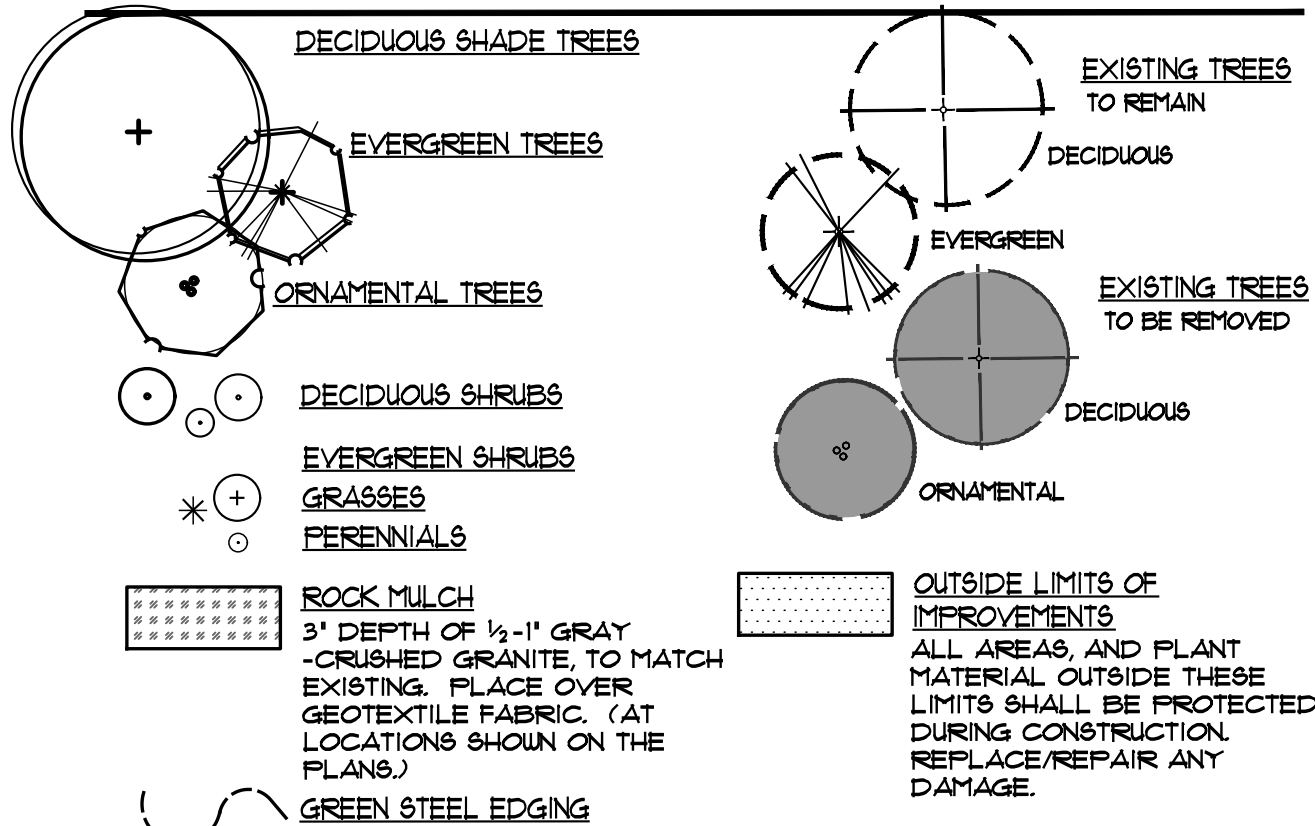 DECIDUOUS SHADE TREES
EVERGREEN TREES
ORNAMENTAL TREES
DECIDUOUS SHRUBS
EVERGREEN SHRUBS
GRASSES
PERENNIALS
ROCK MULCH
3" DEPTH OF ½-1" GRAY
-CRUSHED GRANITE, TO MATCH
EXISTING. PLACE OVER
GEOTEXTILE FABRIC. (AT
LOCATIONS SHOWN ON THE
PLANS.)
GREEN STEEL EDGING
EXISTING TREES
TO REMAIN
DECIDUOUS
EVERGREEN
EXISTING TREES
TO BE REMOVED
DECIDUOUS
ORNAMENTAL
OUTSIDE LIMITS OF
IMPROVEMENTS
ALL AREAS, AND PLANT
MATERIAL OUTSIDE THESE
LIMITS SHALL BE PROTECTED
DURING CONSTRUCTION.
REPLACE/REPAIR ANY
DAMAGE.